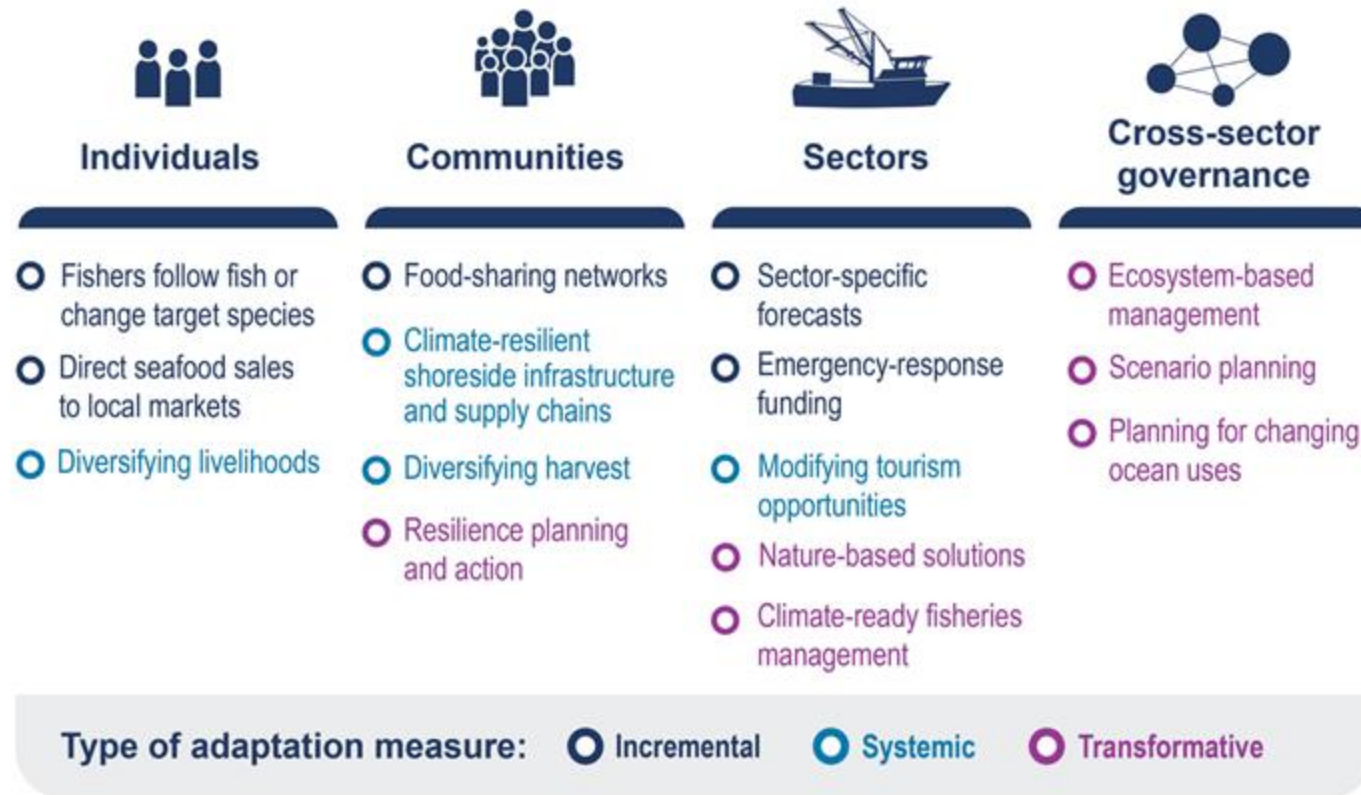 Individuals
Fishers follow fish or
change target species
Direct seafood sales
to local markets
Diversifying livelihoods
Communities
Food-sharing networks
Climate-resilient
shoreside infrastructure
and supply chains
Diversifying harvest
Resilience planning
and action
Sectors
Sector-specific
forecasts
Emergency-response
funding
Modifying tourism
opportunities
Nature-based solutions
Climate-ready fisheries
management
Cross-sector
governance
Ecosystem-based
management
Scenario planning
Planning for changing
ocean uses
Type of adaptation measure: Incremental Systemic Transformative